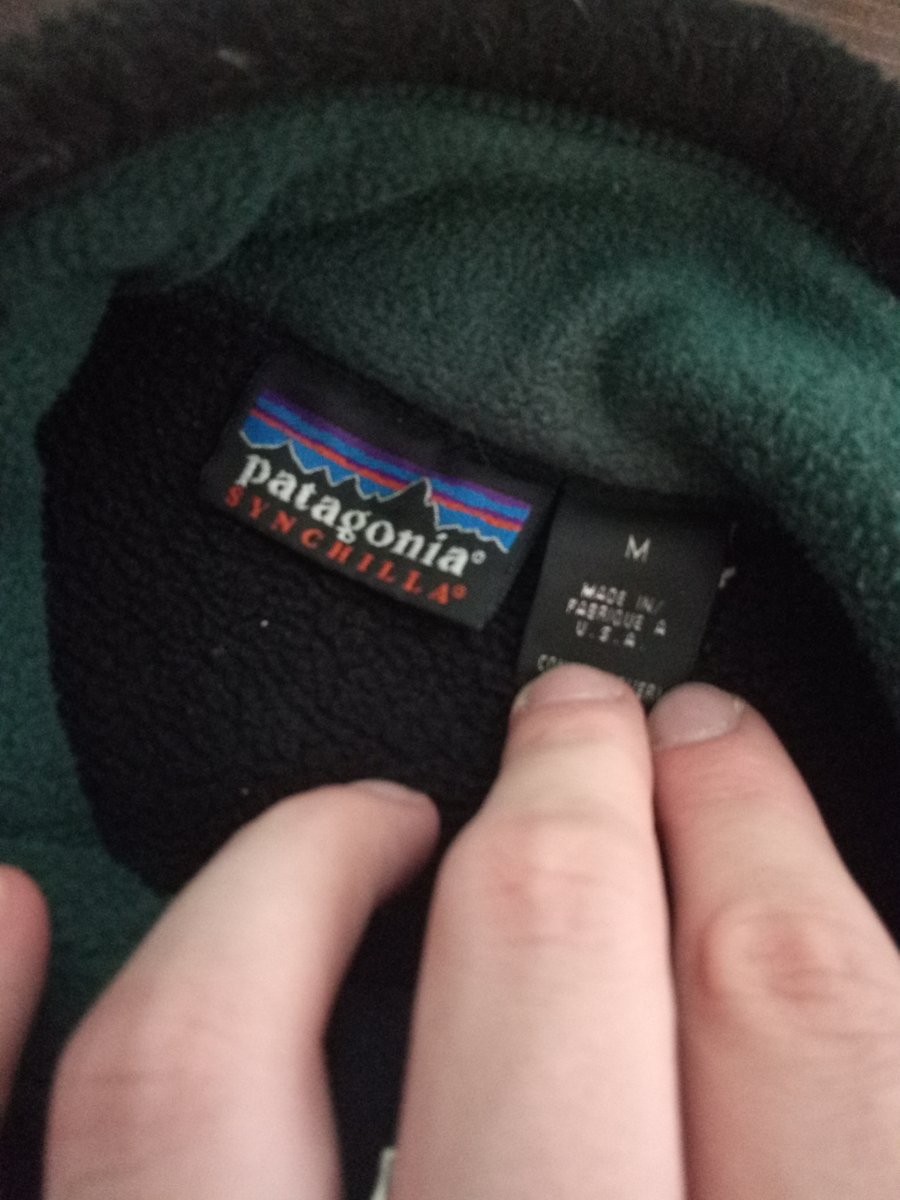 patagonia®
SYNCHILLA®
M
MADE IN/
FABRIQUE A
U.S.A.